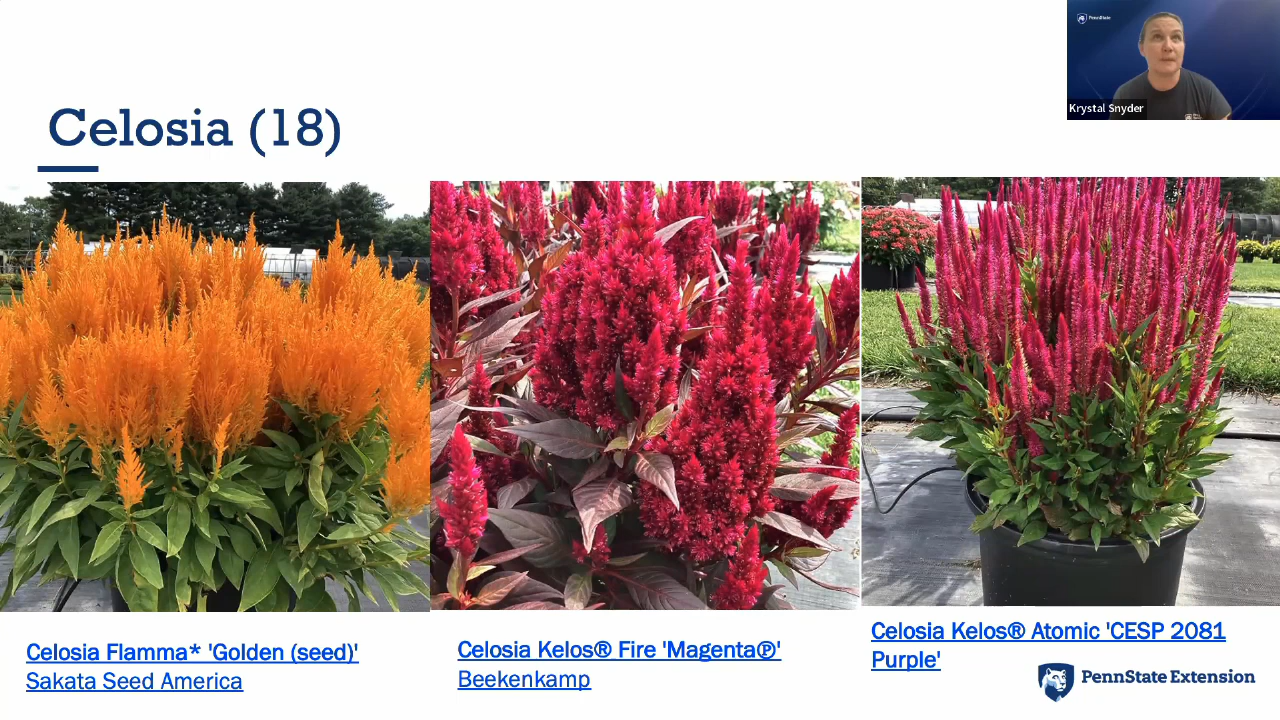 PennState
Krystal Snyder
Celosia (18)
Celosia Flamma* 'Golden (seed)'
Sakata Seed America
Celosia Kelos® Fire 'Magenta℗'
Beekenkamp
Celosia Kelos® Atomic 'CESP 2081
Purple'
PennState Extension